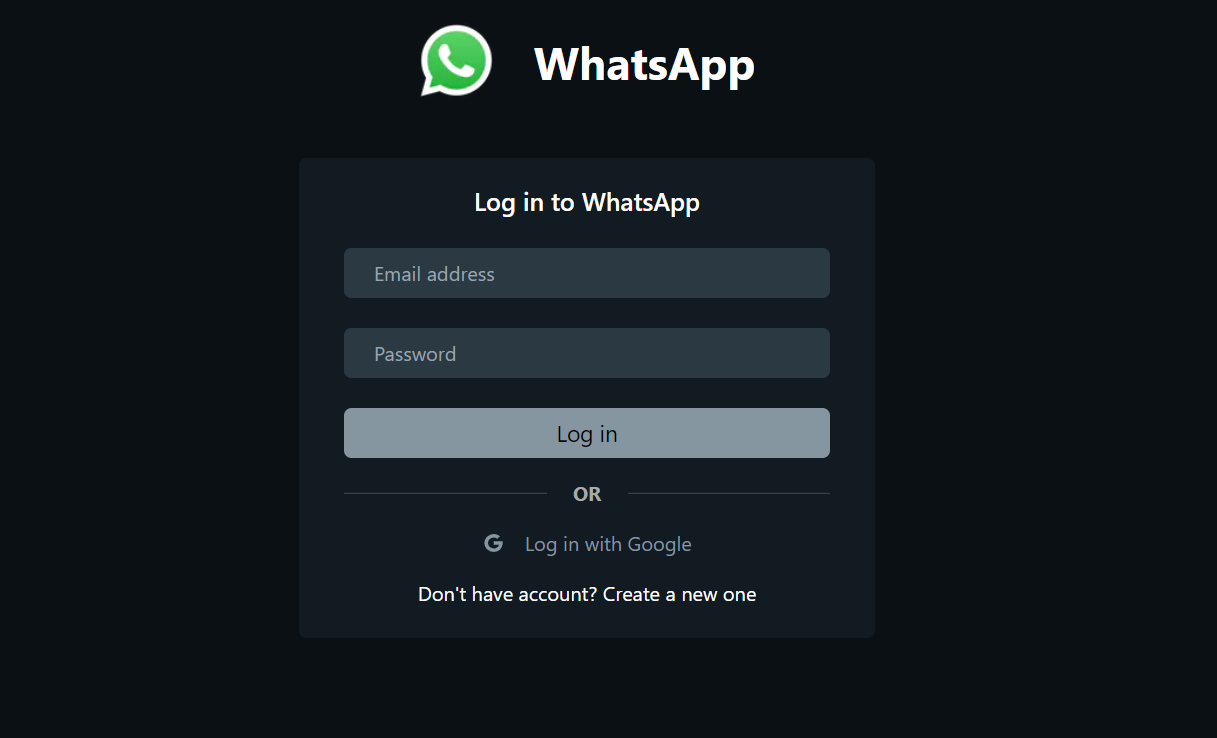 WhatsApp
Log in to WhatsApp
Email address
Password
Log in
OR
Log in with Google
Don't have account? Create a new one